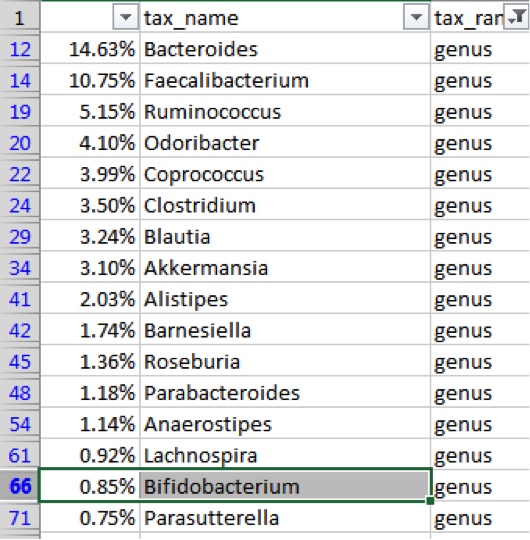 1 tax_name tax_ran
12 14.63% Bacteroides genus
14 10.75% Faecalibacterium genus
19 5.15% Ruminococcus genus
20 4.10% Odoribacter genus
22 3.99% Coprococcus genus
24 3.50% Clostridium genus
29 3.24% Blautia genus
34 3.10% Akkermansia genus
41 2.03% Alistipes genus
42 1.74% Barnesiella genus
45 1.36% Roseburia genus
48 1.18% Parabacteroides genus
54 1.14% Anaerostipes genus
61 0.92% Lachnospira genus
66 0.85% Bifidobacterium genus
71 0.75% Parasutterella genus